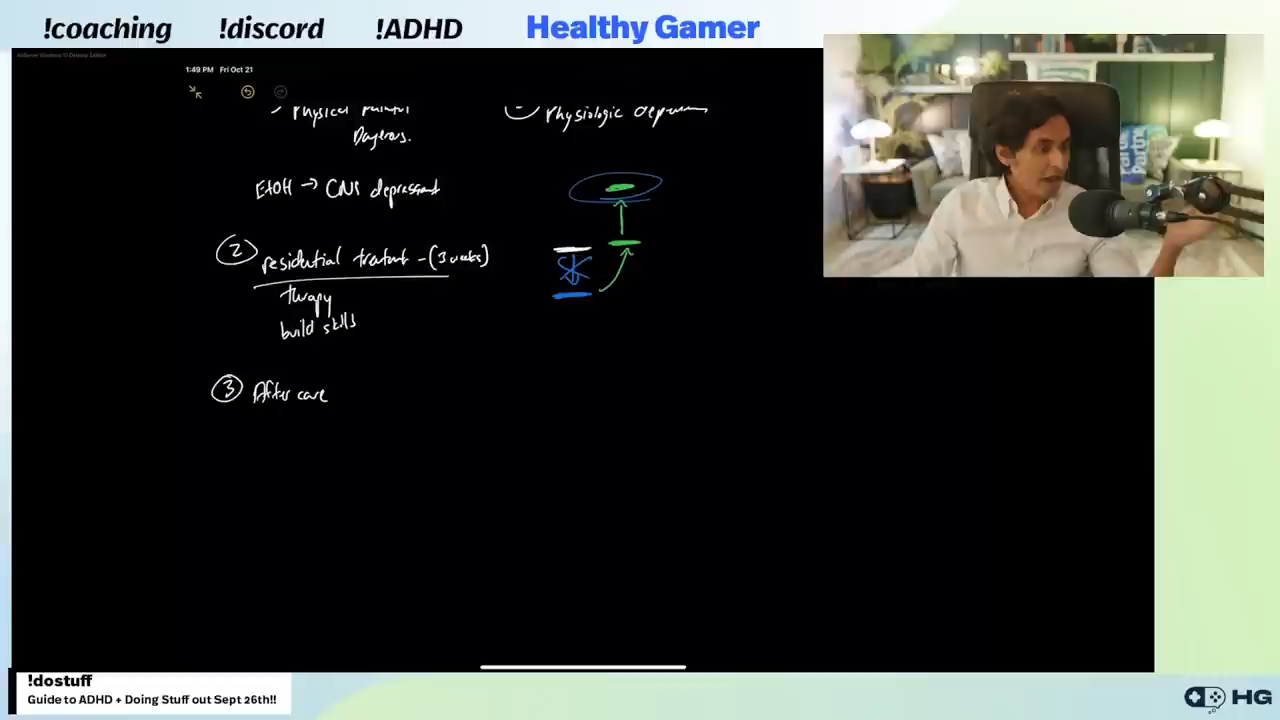 !coaching !discord !ADHD Healthy Gamer
1:49 PM Fri Oct 21
Physical Painful
Physiologic
Dangerous.
EtOH → CNS depressant
② residential treatment - (3 weeks)
therapy
build skills
③ After care
!dostuff
Guide to ADHD + Doing Stuff out Sept 26th!!
HG